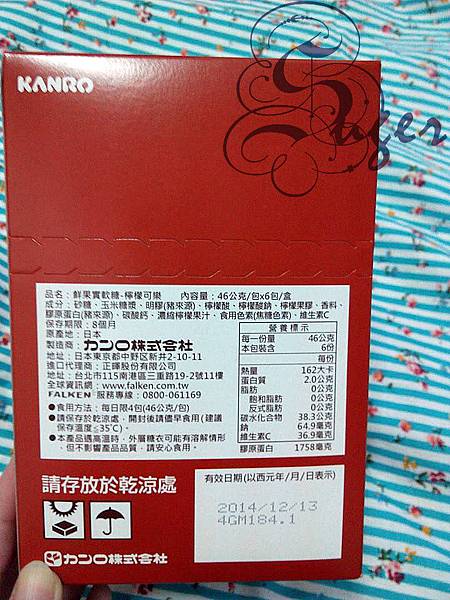 KANRO
Suger
品名：鮮果實軟糖-檸檬可樂　內容量：46公克/包x6包/盒
成分：砂糖、玉米糖漿、明膠(豬來源)、檸檬酸、檸檬酸鈉、檸檬果膠、香料、
膠原蛋白(豬來源)、碳酸鈣、濃縮檸檬果汁、食用色素(焦糖色素)、維生素C
保存期限：8個月
原產地：日本
製造商：カンロ株式会社
地址：日本東京都中野区新井2-10-11
進口代理商：正暉股份有限公司
地址：台北市115南港區三重路19-2號11樓
全球資訊網：www.falken.com.tw
FALKEN 服務專線：0800-061169
●食用方法：每日限4包(46公克/包)
●請保存於乾涼處，開封後請儘早食用(建議
保存溫度≤35℃)。
●本產品遇高溫時，外層糖衣可能有溶解情形
、但不影響產品品質，請安心食用。
營養標示
每一份量 46公克
本包裝含 6份
每份
熱量 162大卡
蛋白質 2.0公克
脂肪 0公克
飽和脂肪 0公克
反式脂肪 0公克
碳水化合物 38.3公克
鈉 64.9毫克
維生素C 36.9毫克
膠原蛋白 1758毫克
請存放於乾涼處
有效日期(以西元年/月/日表示)
2014/12/13
4GM184.1
カンロ株式会社